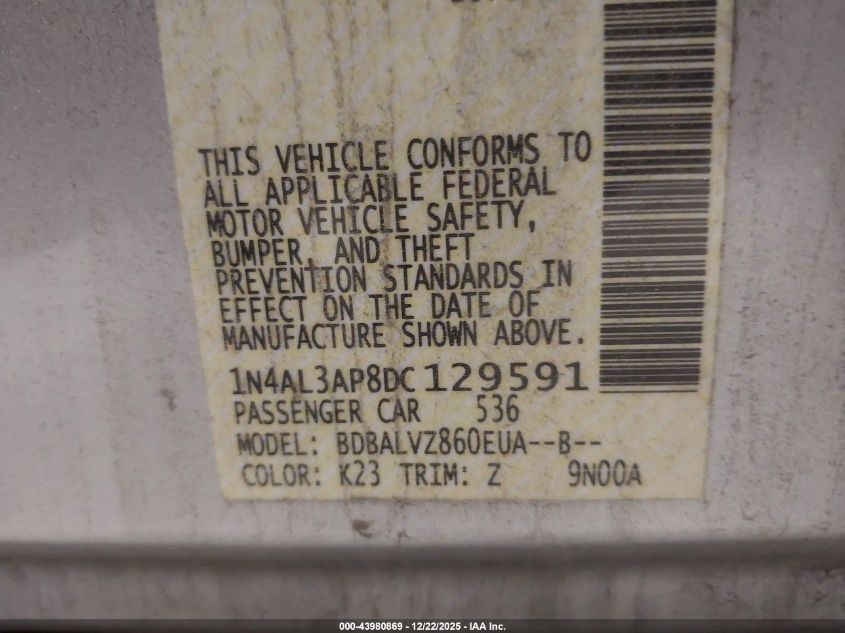 THIS VEHICLE CONFORMS TO
ALL APPLICABLE FEDERAL
MOTOR VEHICLE SAFETY,
BUMPER, AND THEFT
PREVENTION STANDARDS IN
EFFECT ON THE DATE OF
MANUFACTURE SHOWN ABOVE.
1N4AL3AP8DC129591
PASSENGER CAR 536
MODEL: BDBALVZ860EUA--B--
COLOR: K23 TRIM: Z 9N00A
000-43980869 - 12/22/2025 - IAA Inc.